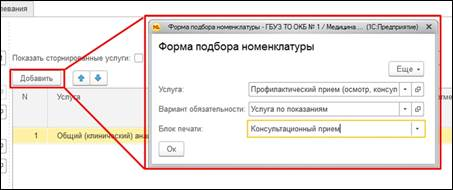 левания
Показать сторнированные услуги:
Добавить
N Услуга
1 Общий (клинический)
Форма подбора номенклатуры - ГБУЗ ТО ОКБ № 1 / Медицина ... (1С:Предприятие)
Форма подбора номенклатуры
Еще
Услуга: Профилактический прием (осмотр, консул
Вариант обязательности: Услуга по показаниям
Блок печати: Консультационный прием
Ок